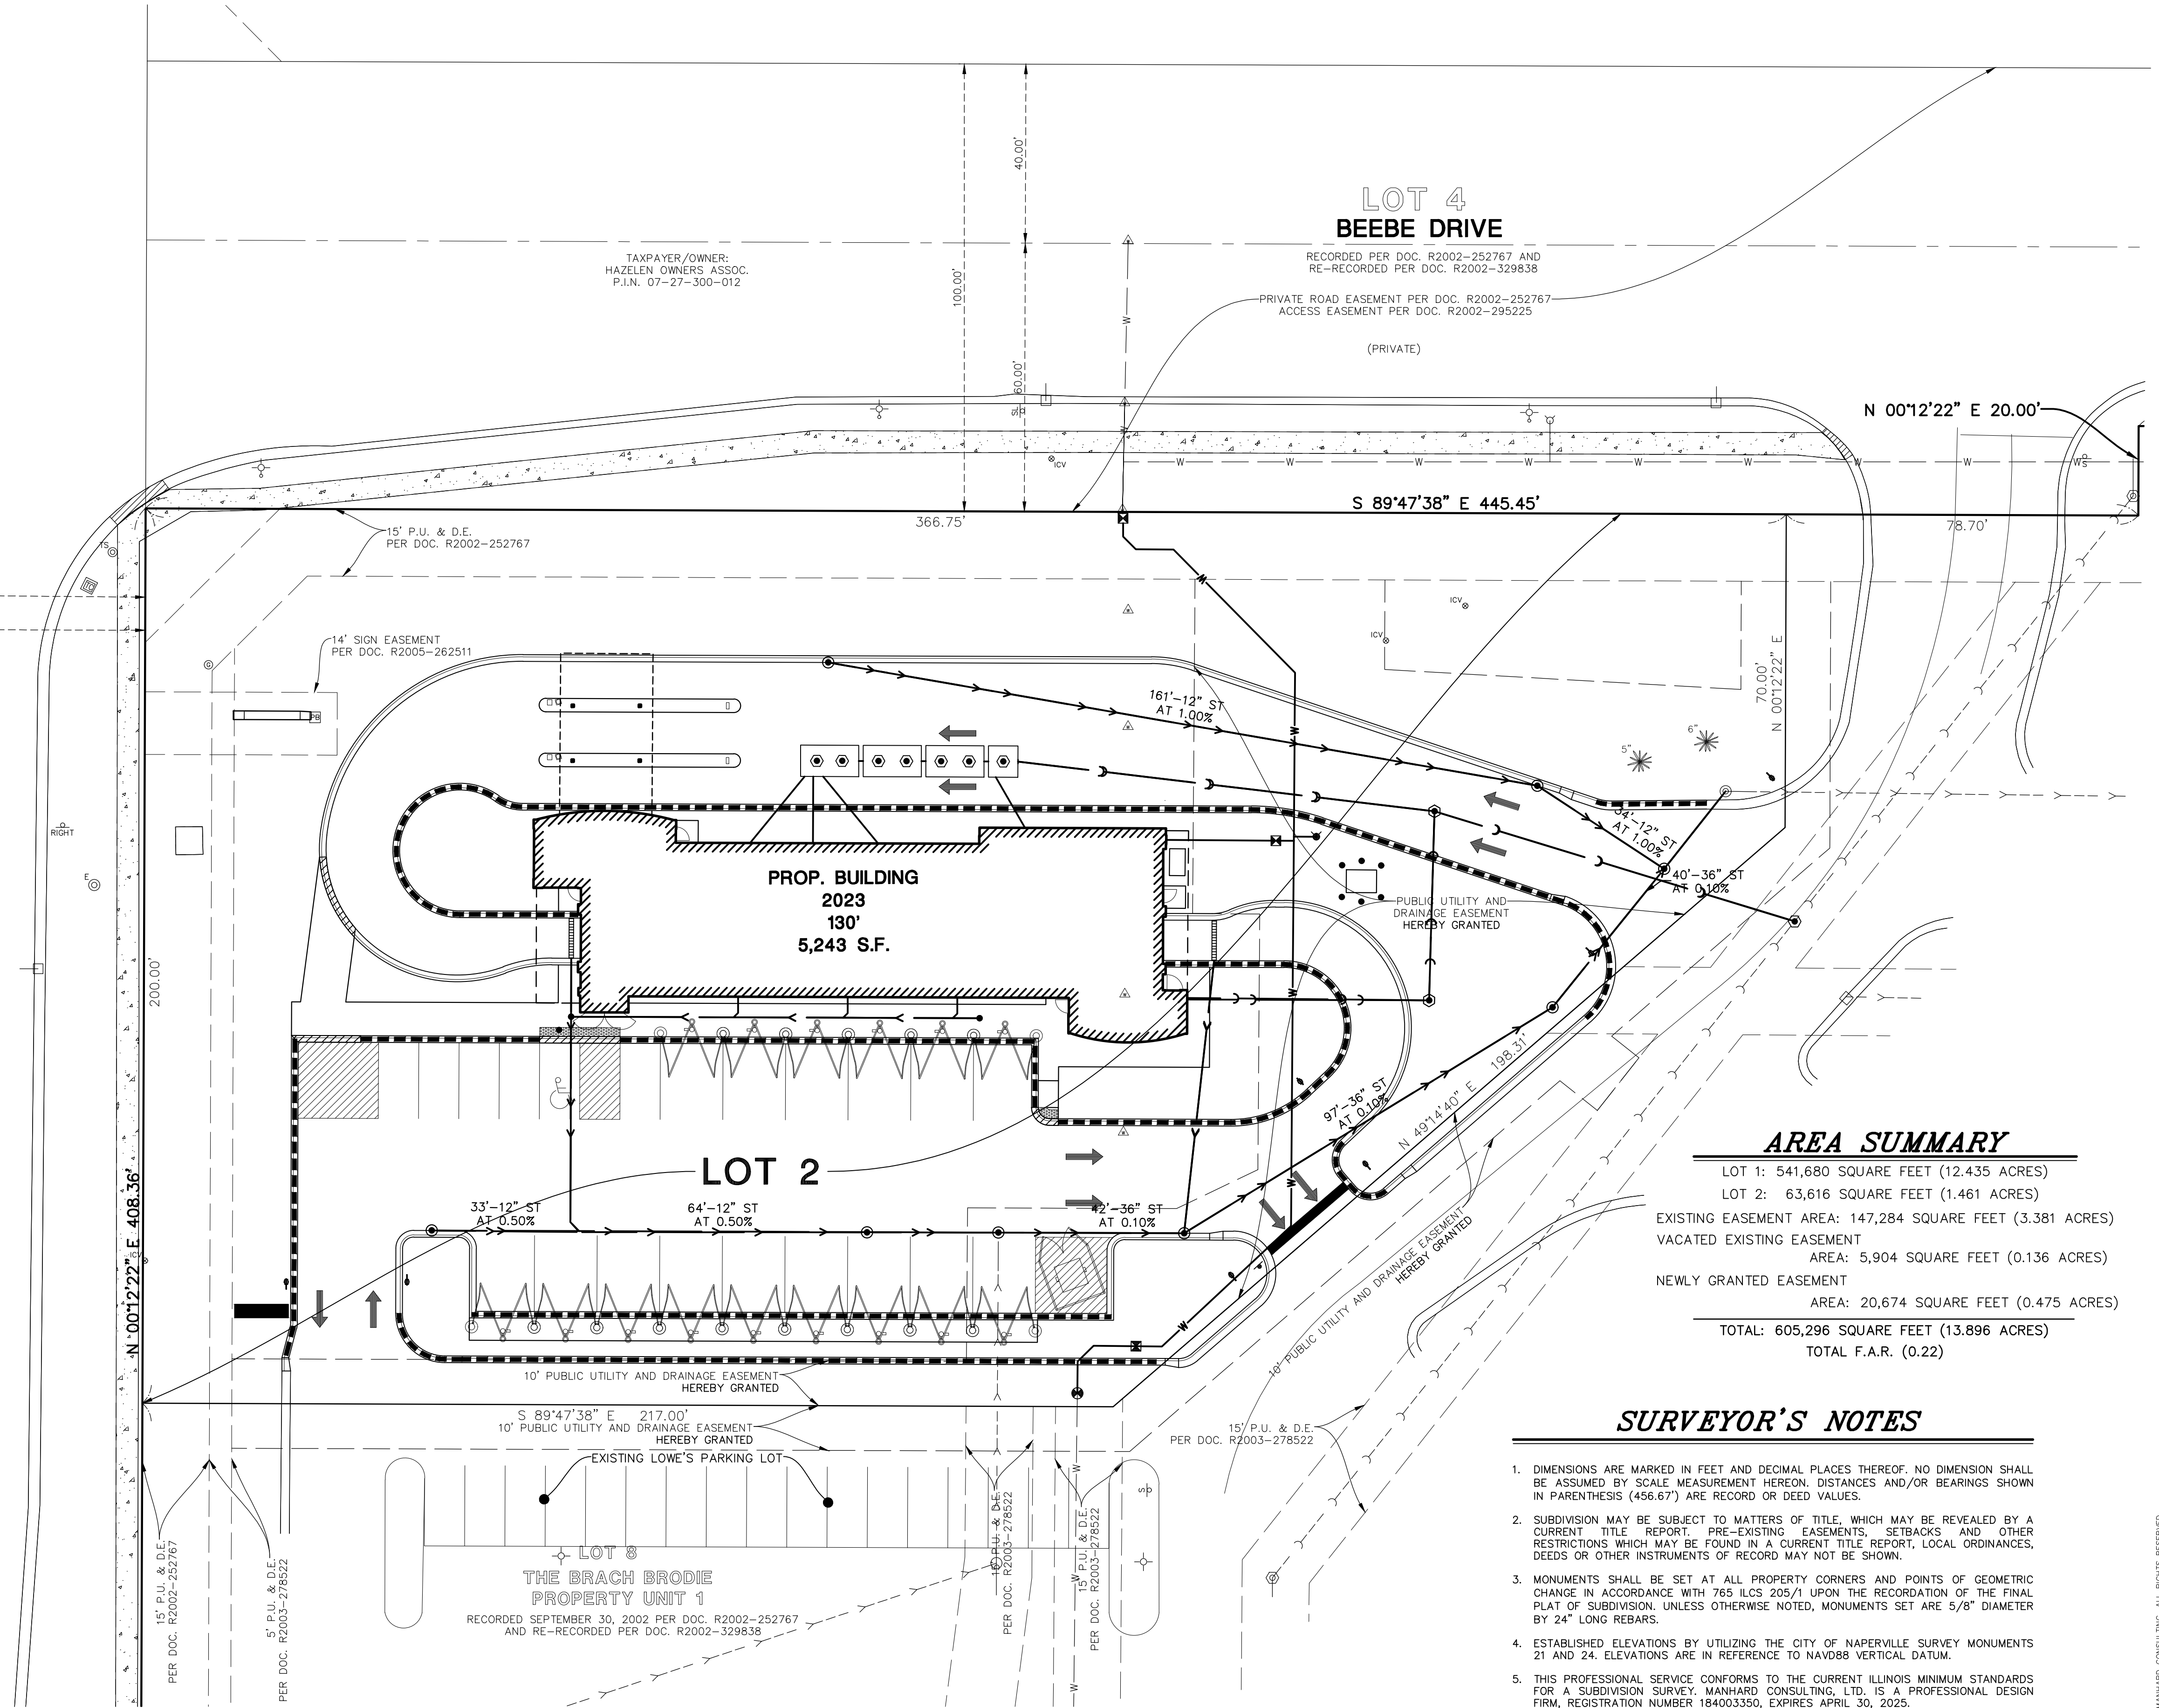 40.00'
100.00'
60.00'
LOT 4
BEEBE DRIVE
RECORDED PER DOC. R2002-252767 AND
RE-RECORDED PER DOC. R2002-329838
TAXPAYER/OWNER:
HAZELEN OWNERS ASSOC.
P.I.N. 07-27-300-012
PRIVATE ROAD EASEMENT PER DOC. R2002-252767
ACCESS EASEMENT PER DOC. R2002-295225
(PRIVATE)
N 00°12'22" E 20.00'
W
W
ICV
W W W W W W W W W
S 89°47'38" E 445.45'
366.75'
78.70'
15' P.U. & D.E.
PER DOC. R2002-252767
TS
ICV
ICV
14' SIGN EASEMENT
PER DOC. R2005-262511
G
PB
70.00'
N 00°12'22" E
161'-12" ST
AT 1.00%
5"
6"
RIGHT
E
34'-12" ST
AT 1.00%
40'-36" ST
AT 0.10%
PROP. BUILDING
2023
130'
5,243 S.F.
PUBLIC UTILITY AND
DRAINAGE EASEMENT
HEREBY GRANTED
200.00'
N 00°12'22" E 408.36'
97'-36" ST
AT 0.10%
N 49°14'40" E 198.31'
LOT 2
33'-12" ST
AT 0.50%
64'-12" ST
AT 0.50%
42'-36" ST
AT 0.10%
ICV
10' PUBLIC UTILITY AND DRAINAGE EASEMENT
HEREBY GRANTED
10' PUBLIC UTILITY AND DRAINAGE EASEMENT
HEREBY GRANTED
S 89°47'38" E 217.00'
10' PUBLIC UTILITY AND DRAINAGE EASEMENT
HEREBY GRANTED
EXISTING LOWE'S PARKING LOT
15' P.U. & D.E.
PER DOC. R2003-278522
15' P.U. & D.E.
PER DOC. R2002-252767
5' P.U. & D.E.
PER DOC. R2003-278522
P.U. & D.E.
PER DOC. R2003-278522
15' P.U. & D.E.
PER DOC. R2003-278522
LOT 8
THE BRACH BRODIE
PROPERTY UNIT 1
RECORDED SEPTEMBER 30, 2002 PER DOC. R2002-252767
AND RE-RECORDED PER DOC. R2002-329838
AREA SUMMARY
LOT 1: 541,680 SQUARE FEET (12.435 ACRES)
LOT 2: 63,616 SQUARE FEET (1.461 ACRES)
EXISTING EASEMENT AREA: 147,284 SQUARE FEET (3.381 ACRES)
VACATED EXISTING EASEMENT
AREA: 5,904 SQUARE FEET (0.136 ACRES)
NEWLY GRANTED EASEMENT
AREA: 20,674 SQUARE FEET (0.475 ACRES)
TOTAL: 605,296 SQUARE FEET (13.896 ACRES)
TOTAL F.A.R. (0.22)
SURVEYOR'S NOTES
1. DIMENSIONS ARE MARKED IN FEET AND DECIMAL PLACES THEREOF. NO DIMENSION SHALL
BE ASSUMED BY SCALE MEASUREMENT HEREON. DISTANCES AND/OR BEARINGS SHOWN
IN PARENTHESIS (456.67') ARE RECORD OR DEED VALUES.
2. SUBDIVISION MAY BE SUBJECT TO MATTERS OF TITLE, WHICH MAY BE REVEALED BY A
CURRENT TITLE REPORT. PRE-EXISTING EASEMENTS, SETBACKS AND OTHER
RESTRICTIONS WHICH MAY BE FOUND IN A CURRENT TITLE REPORT, LOCAL ORDINANCES,
DEEDS OR OTHER INSTRUMENTS OF RECORD MAY NOT BE SHOWN.
3. MONUMENTS SHALL BE SET AT ALL PROPERTY CORNERS AND POINTS OF GEOMETRIC
CHANGE IN ACCORDANCE WITH 765 ILCS 205/1 UPON THE RECORDATION OF THE FINAL
PLAT OF SUBDIVISION. UNLESS OTHERWISE NOTED, MONUMENTS SET ARE 5/8" DIAMETER
BY 24" LONG REBARS.
4. ESTABLISHED ELEVATIONS BY UTILIZING THE CITY OF NAPERVILLE SURVEY MONUMENTS
21 AND 24. ELEVATIONS ARE IN REFERENCE TO NAVD88 VERTICAL DATUM.
5. THIS PROFESSIONAL SERVICE CONFORMS TO THE CURRENT ILLINOIS MINIMUM STANDARDS
FOR A SUBDIVISION SURVEY. MANHARD CONSULTING, LTD. IS A PROFESSIONAL DESIGN
FIRM, REGISTRATION NUMBER 184003350, EXPIRES APRIL 30, 2025.